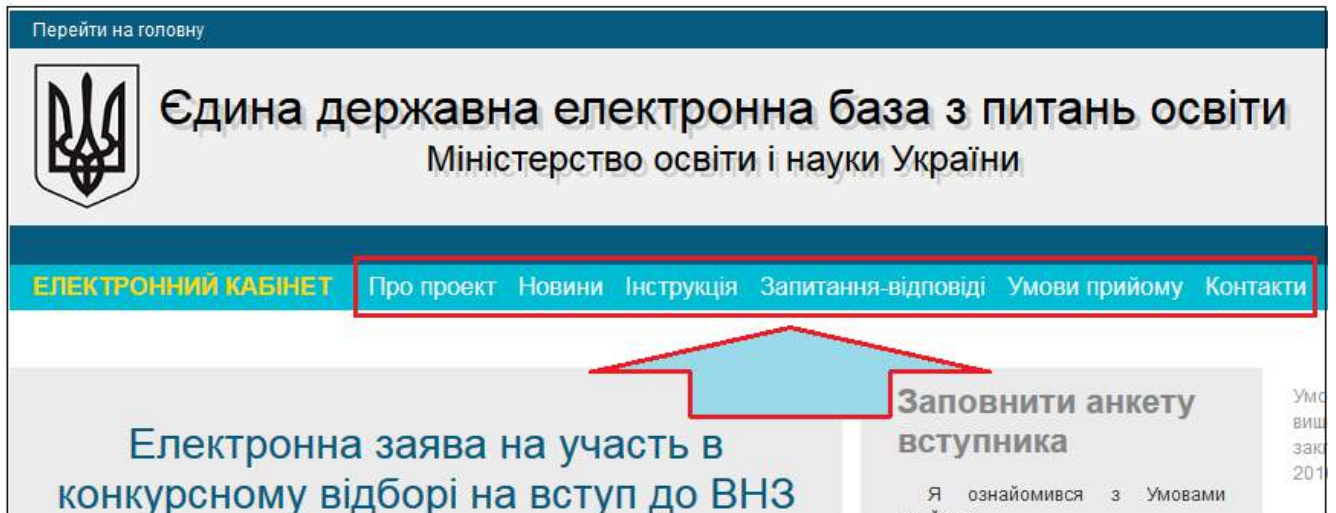 Перейти на головну
Єдина державна електронна база з питань освіти
Міністерство освіти і науки України
ЕЛЕКТРОННИЙ КАБІНЕТ Про проект Новини Інструкція Запитання-відповіді Умови прийому Контакти
Електронна заява на участь в
конкурсному відборі на вступ до ВНЗ
Заповнити анкету
вступника
Я ознайомився з Умовами